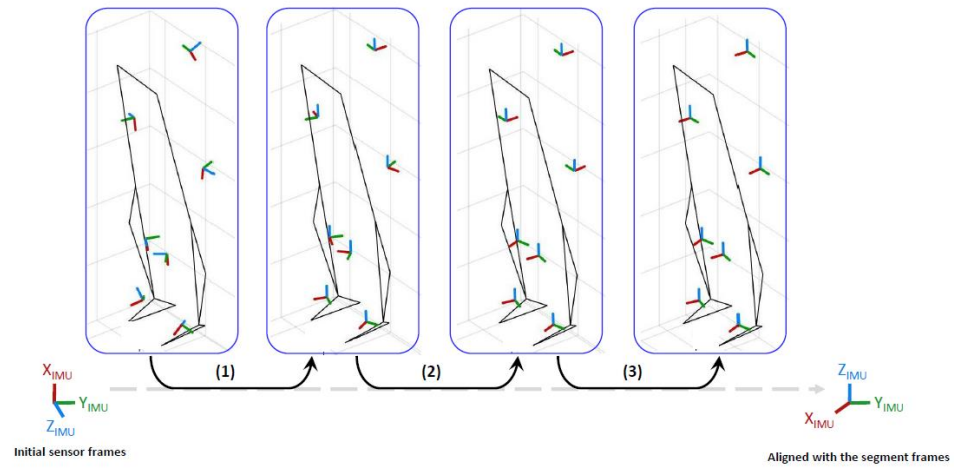 (1)
(2)
(3)
X_IMU
Y_IMU
Z_IMU
Initial sensor frames
Z_IMU
Y_IMU
X_IMU
Aligned with the segment frames